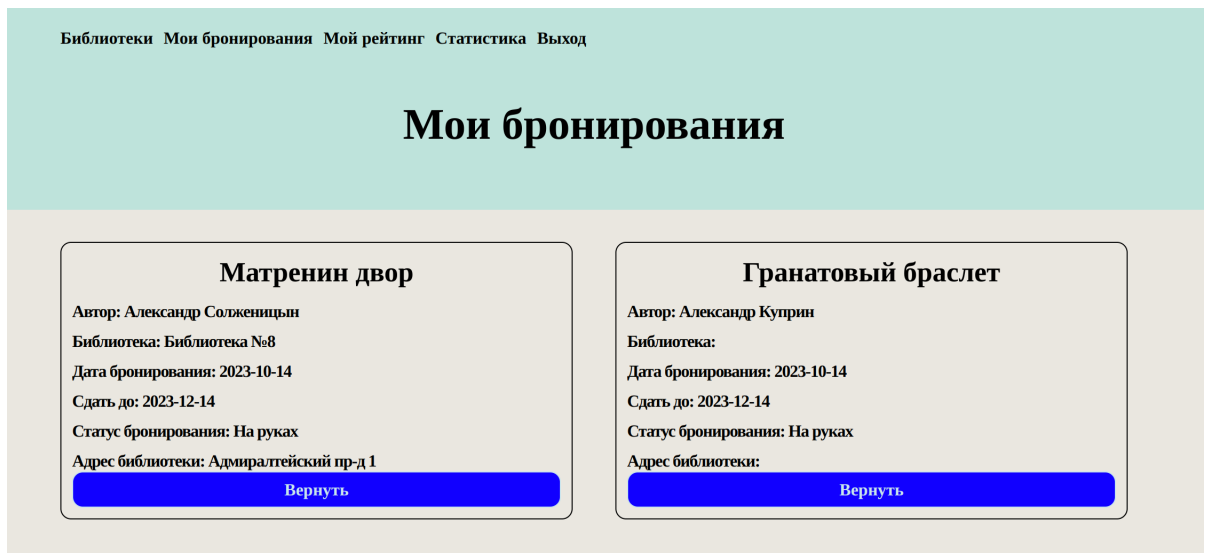 Библиотеки Мои бронирования Мой рейтинг Статистика Выход
Мои бронирования
Матренин двор
Автор: Александр Солженицын
Библиотека: Библиотека №8
Дата бронирования: 2023-10-14
Сдать до: 2023-12-14
Статус бронирования: На руках
Адрес библиотеки: Адмиралтейский пр-д 1
Вернуть
Гранатовый браслет
Автор: Александр Куприн
Библиотека:
Дата бронирования: 2023-10-14
Сдать до: 2023-12-14
Статус бронирования: На руках
Адрес библиотеки:
Вернуть